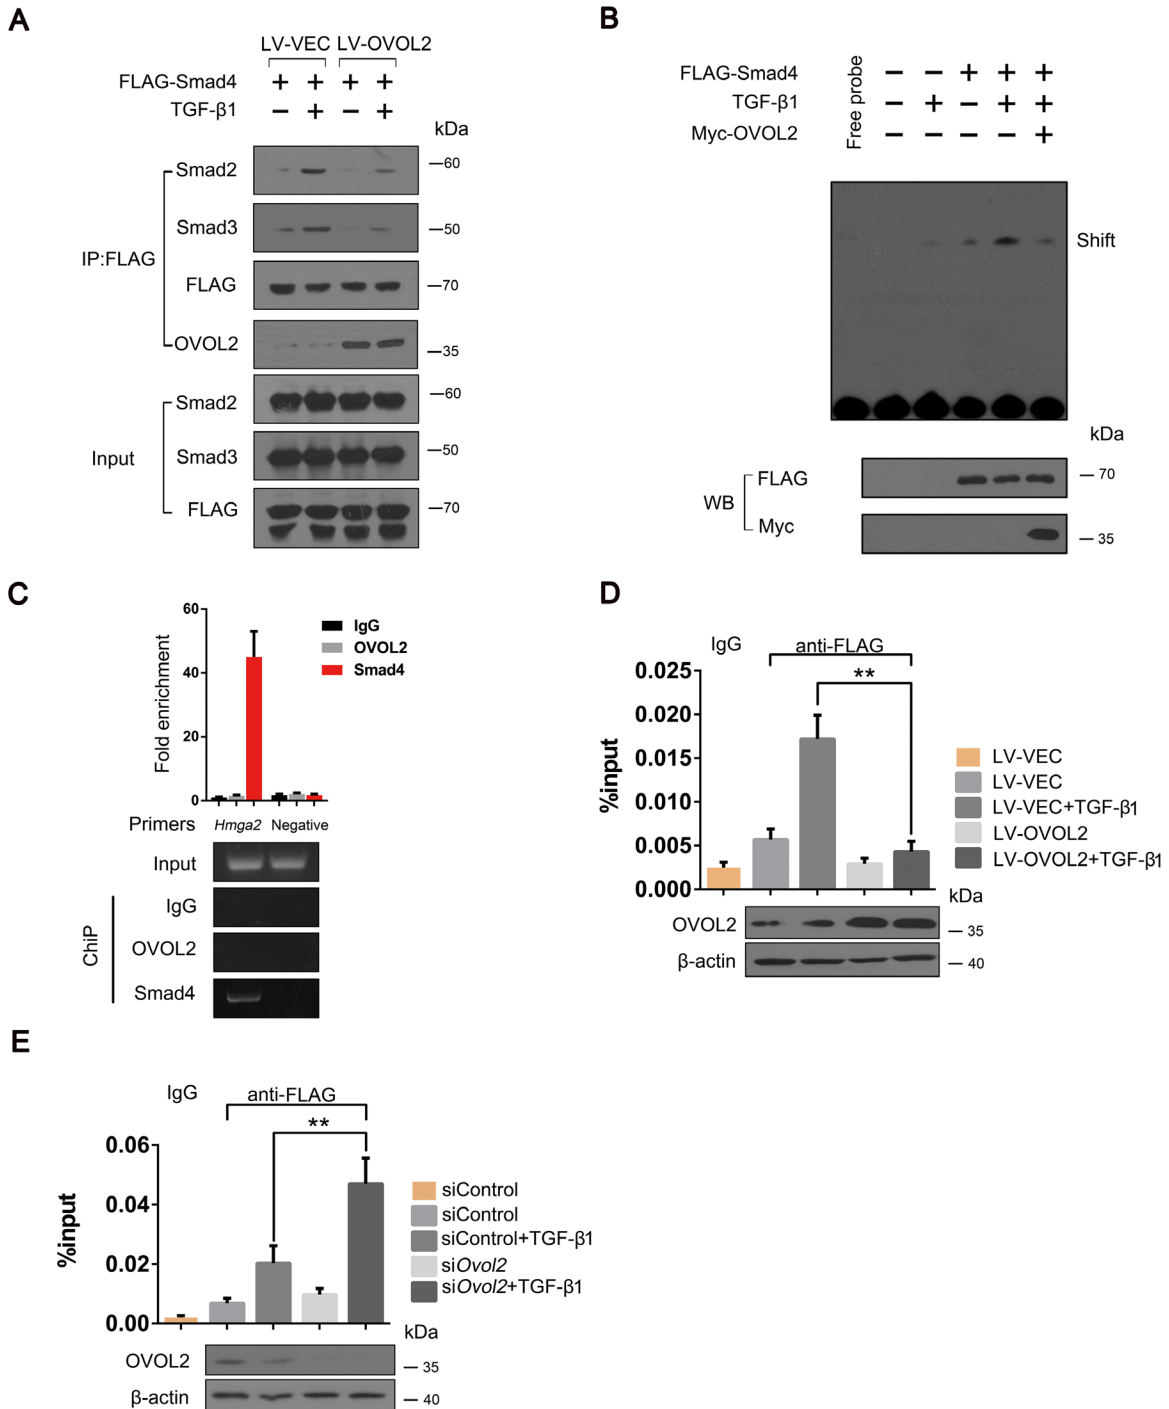 A
LV-VEC LV-OVOL2
FLAG-Smad4 + + + +
TGF-β1 − + − +
kDa
IP:FLAG
Smad2 —60
Smad3 —50
FLAG —70
OVOL2 —35
Input
Smad2 —60
Smad3 —50
FLAG —70
B
Free probe
FLAG-Smad4 − − + + +
TGF-β1 − + − + +
Myc-OVOL2 − − − − +
Shift
kDa
WB
FLAG — 70
Myc — 35
C
Fold enrichment
60
40
20
0
IgG
OVOL2
Smad4
Primers Hmga2 Negative
Input
ChiP
IgG
OVOL2
Smad4
D
IgG anti-FLAG
**
%input
0.025
0.020
0.015
0.010
0.005
0.000
LV-VEC
LV-VEC
LV-VEC+TGF-β1
LV-OVOL2
LV-OVOL2+TGF-β1
kDa
OVOL2 — 35
β-actin — 40
E
IgG anti-FLAG
**
%input
0.06
0.04
0.02
0.00
siControl
siControl
siControl+TGF-β1
siOvol2
siOvol2+TGF-β1
kDa
OVOL2 — 35
β-actin — 40